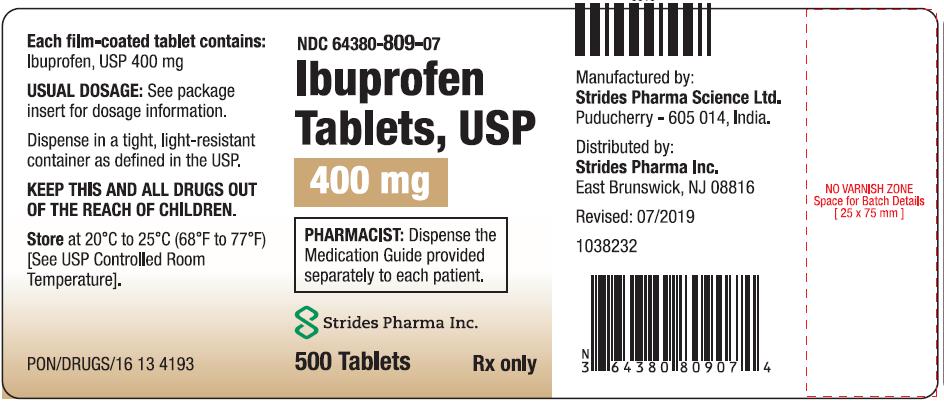 Each film-coated tablet contains:
Ibuprofen, USP 400 mg
USUAL DOSAGE: See package
insert for dosage information.
Dispense in a tight, light-resistant
container as defined in the USP.
KEEP THIS AND ALL DRUGS OUT
OF THE REACH OF CHILDREN.
Store at 20°C to 25°C (68°F to 77°F)
[See USP Controlled Room
Temperature].
PON/DRUGS/16 13 4193
NDC 64380-809-07
Ibuprofen
Tablets, USP
400 mg
PHARMACIST: Dispense the
Medication Guide provided
separately to each patient.
Strides Pharma Inc.
500 Tablets Rx only
Manufactured by:
Strides Pharma Science Ltd.
Puducherry - 605 014, India.
Distributed by:
Strides Pharma Inc.
East Brunswick, NJ 08816
Revised: 07/2019
1038232
N
3 64380 80907 4
NO VARNISH ZONE
Space for Batch Details
[ 25 x 75 mm ]